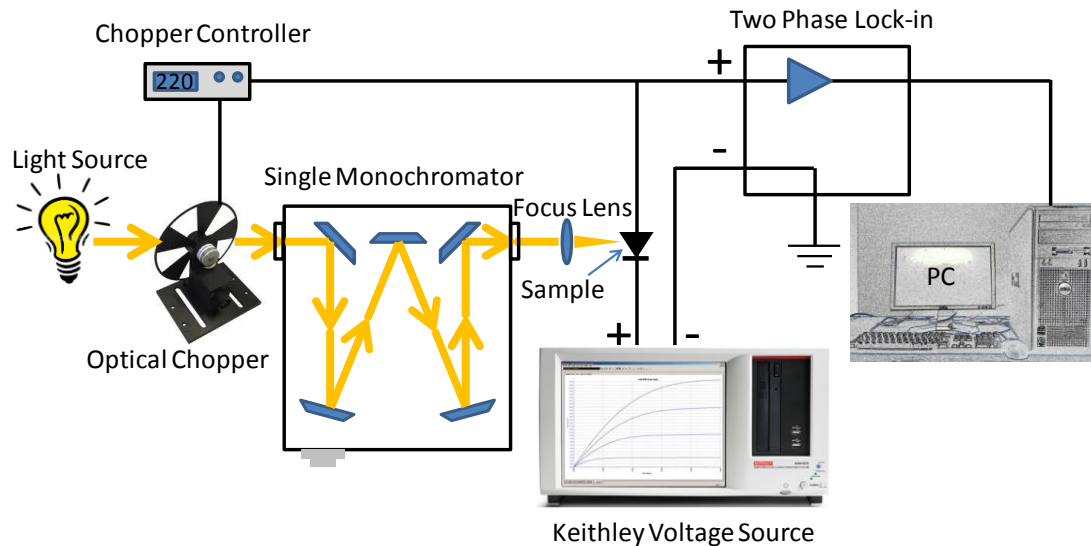 Two Phase Lock-in
Chopper Controller
220
+
-
Light Source
Single Monochromator
Focus Lens
Sample
PC
Optical Chopper
+
-
Keithley Voltage Source